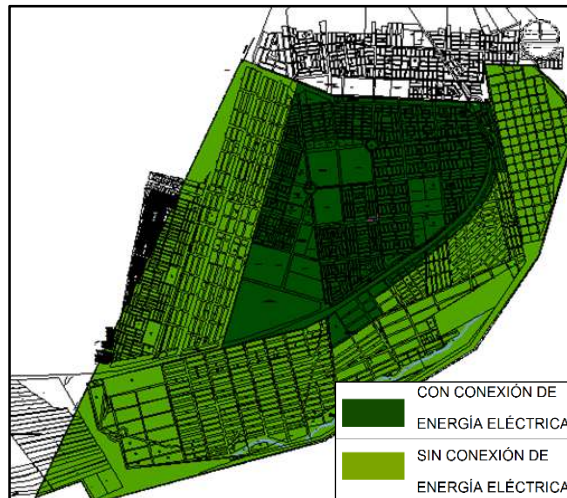 CON CONEXIÓN DE
ENERGÍA ELÉCTRICA
SIN CONEXIÓN DE
ENERGÍA ELÉCTRICA